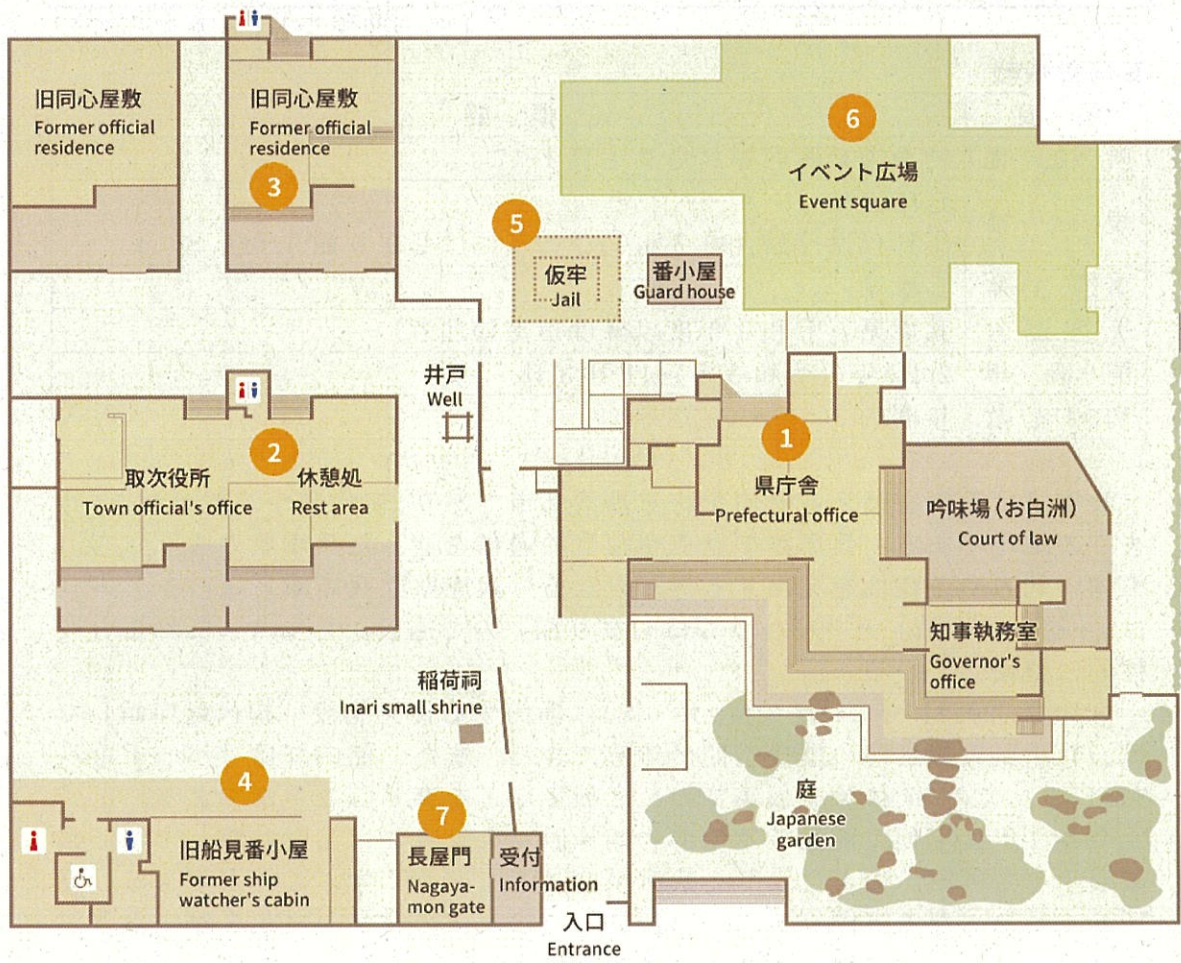 旧同心屋敷
Former official
residence
旧同心屋敷
Former official
residence
3
6
イベント広場
Event square
5
仮牢
Jail
番小屋
Guard house
井戸
Well
2
取次役所
Town official's office
休憩処
Rest area
1
県庁舎
Prefectural office
吟味場(お白洲)
Court of law
知事執務室
Governor's
office
稲荷祠
Inari small shrine
4
旧船見番小屋
Former ship
watcher's cabin
7
長屋門
Nagaya-
mon gate
受付
Information
庭
Japanese
garden
入口
Entrance